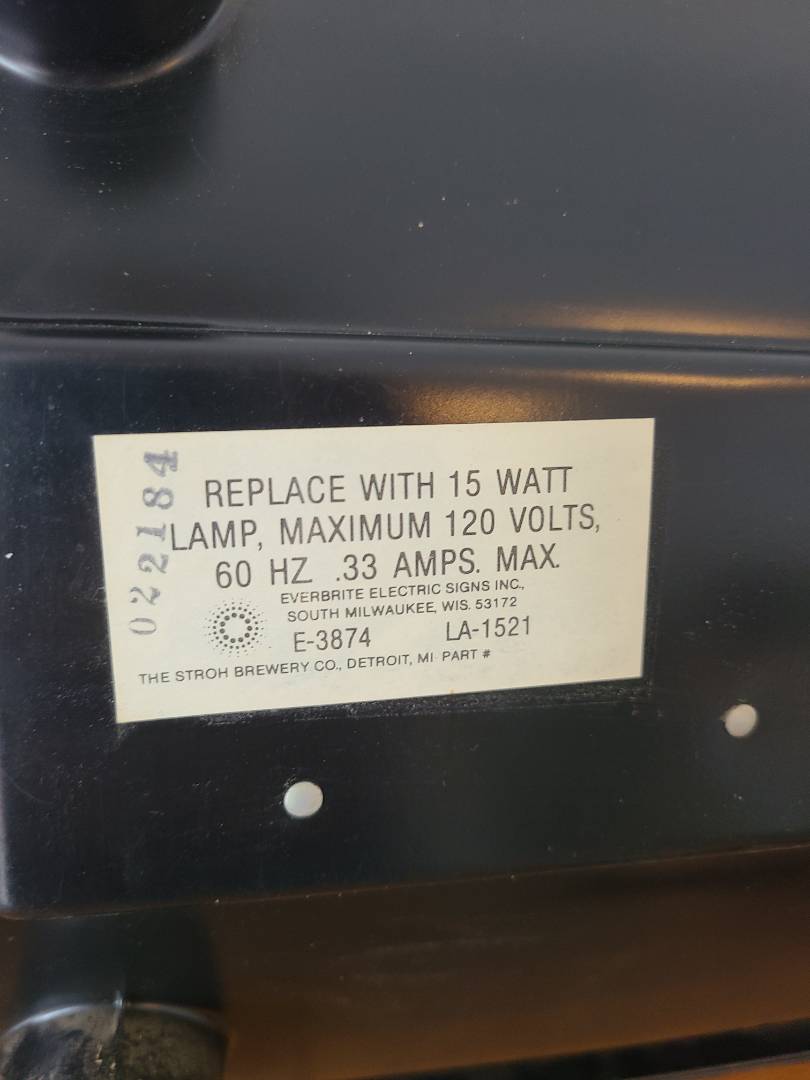 022184
REPLACE WITH 15 WATT
LAMP, MAXIMUM 120 VOLTS,
60 HZ. .33 AMPS. MAX.
EVERBRITE ELECTRIC SIGNS INC.,
SOUTH MILWAUKEE, WIS. 53172
E-3874 LA-1521
THE STROH BREWERY CO., DETROIT, MI PART #